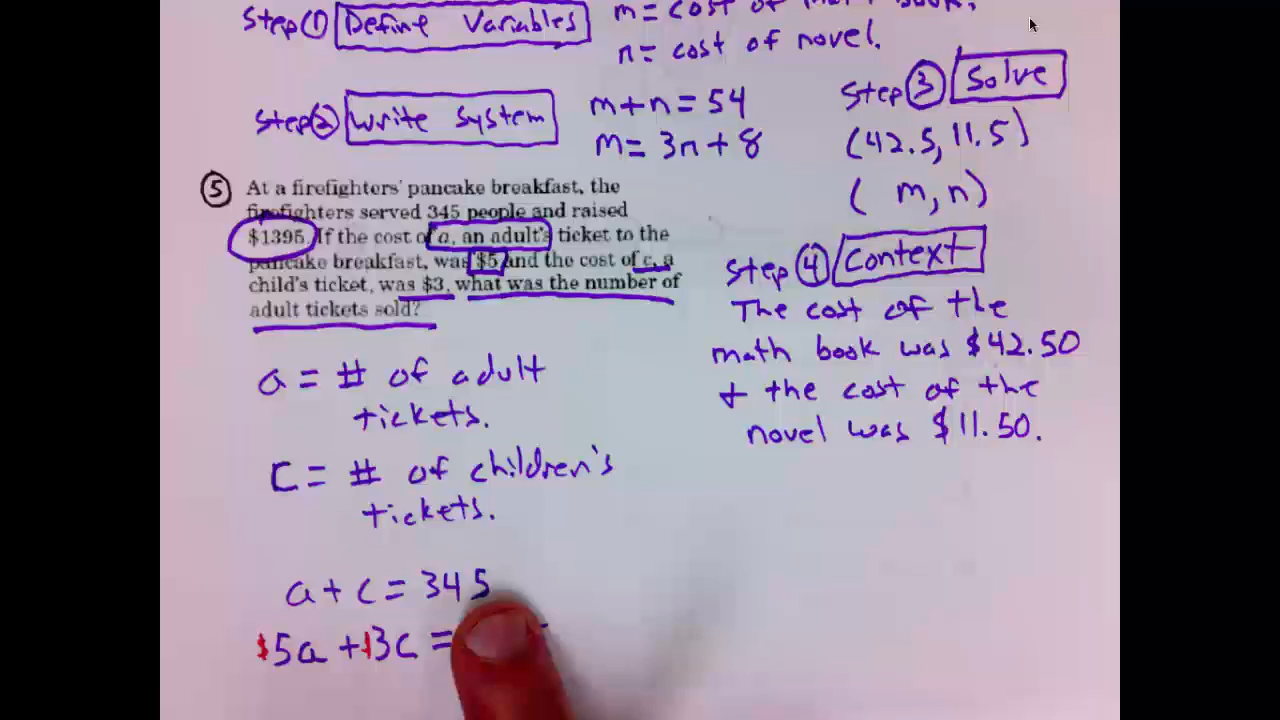 Step ① Define Variables
m = cost of math book.
n = cost of novel.
Step ② Write System
m + n = 54
m = 3n + 8
Step ③ Solve
(42.5, 11.5)
( m, n)
⑤ At a firefighters' pancake breakfast, the
firefighters served 345 people and raised
$1395. If the cost of a, an adult's ticket to the
pancake breakfast, was $5 and the cost of c, a
child's ticket, was $3, what was the number of
adult tickets sold?
Step ④ Context
The cost of the
math book was $42.50
+ the cost of the
novel was $11.50.
a = # of adult
tickets.
C = # of children's
tickets.
a + c = 345
$5a + $3c =